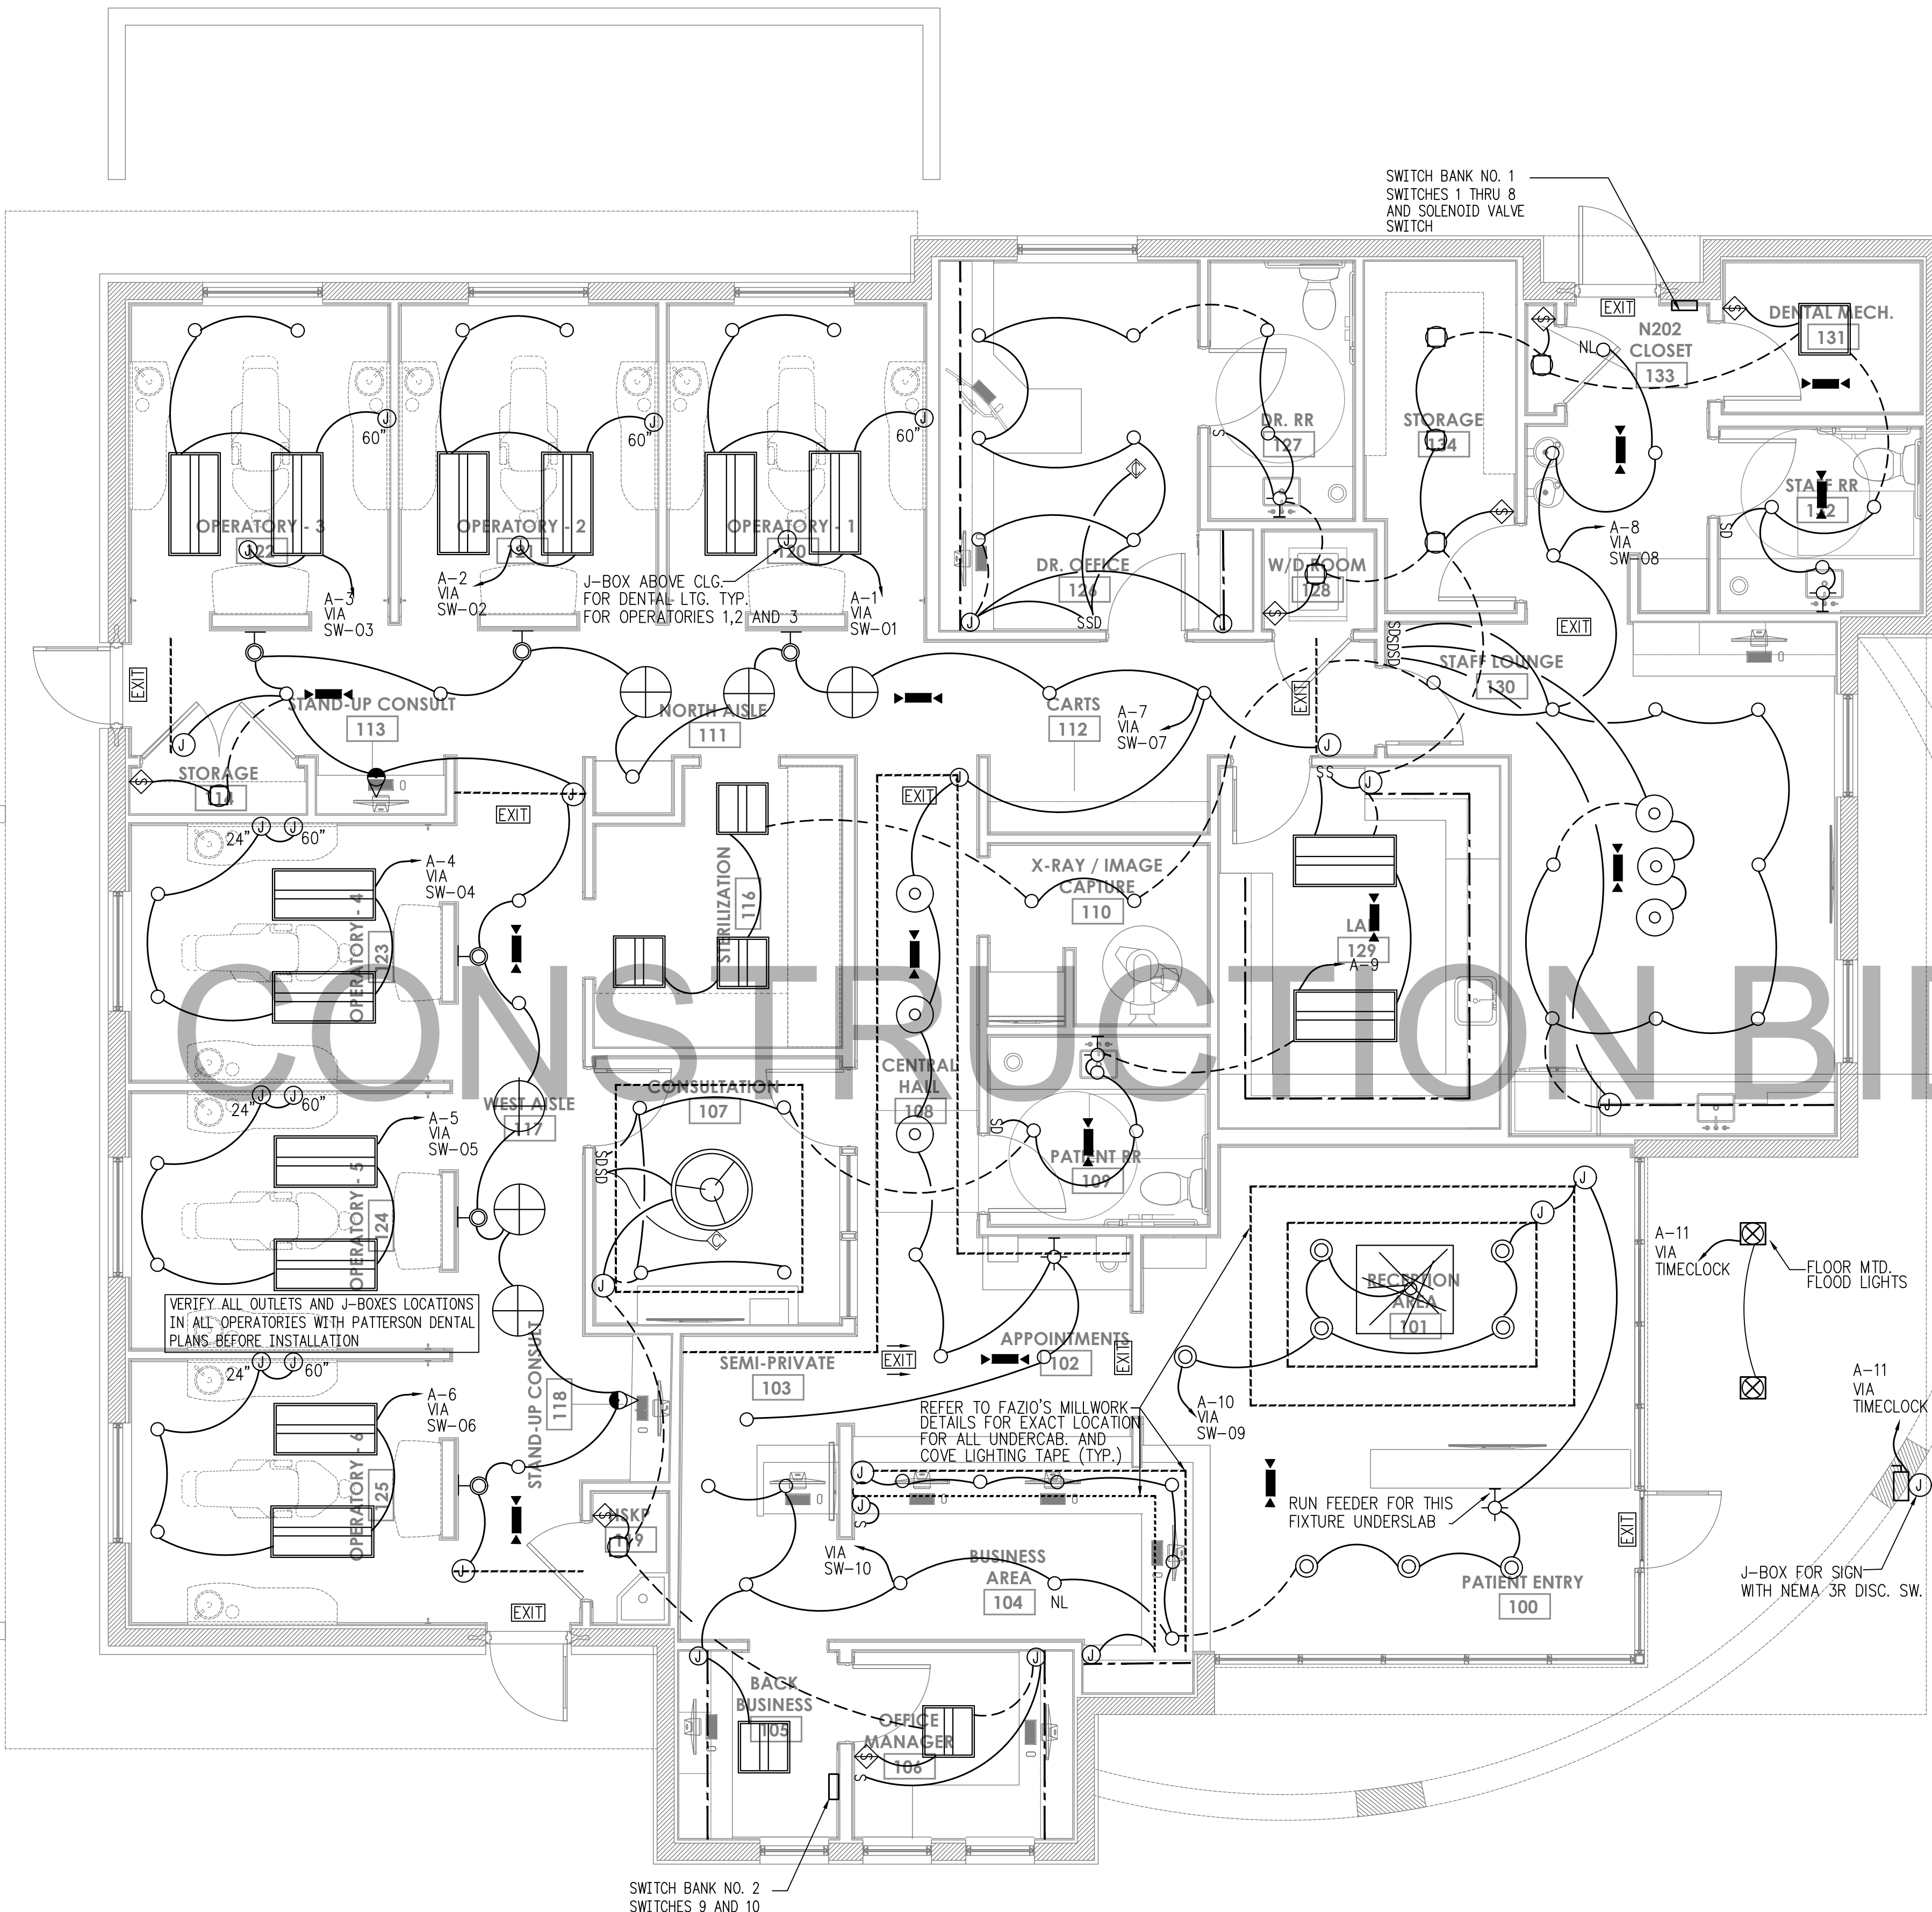 SWITCH BANK NO. 1
SWITCHES 1 THRU 8
AND SOLENOID VALVE
SWITCH
EXIT
N202
CLOSET
133
NL
S
DENTAL MECH.
131
S
J
60"
J
60"
J
60"
OPERATORY - 3
122
J
OPERATORY - 2
J
OPERATORY - 1
120
J
A-3
VIA
SW-03
A-2
VIA
SW-02
J-BOX ABOVE CLG.
FOR DENTAL LTG. TYP.
FOR OPERATORIES 1,2 AND 3
A-1
VIA
SW-01
C
DR. OFFICE
126
SSD
J
J
DR. RR
127
S
W/D ROOM
128
S
STORAGE
134
S
A-8
VIA
SW-08
STAFF RR
SD
EXIT
SDSDSD
STAFF LOUNGE
130
EXIT
STAND-UP CONSULT
113
J
STORAGE
114
S
NORTH AISLE
111
CARTS
112
A-7
VIA
SW-07
EXIT
J
J
EXIT
EXIT
J
SS
J
J
24"
J
60"
A-4
VIA
SW-04
OPERATORY - 4
123
STERILIZATION
116
X-RAY / IMAGE
CAPTURE
110
LAB
129
A-9
CONSTRUCTION BI
J
24"
J
60"
A-5
VIA
SW-05
OPERATORY - 5
124
WEST AISLE
117
CONSULTATION
107
SDSD
C
J
CENTRAL
HALL
108
SD
PATIENT RR
109
J
VERIFY ALL OUTLETS AND J-BOXES LOCATIONS
IN ALL OPERATORIES WITH PATTERSON DENTAL
PLANS BEFORE INSTALLATION
J
24"
J
60"
A-6
VIA
SW-06
OPERATORY - 6
125
STAND-UP CONSULT
118
SEMI-PRIVATE
103
EXIT
APPOINTMENTS
102
EXIT
J
J
RECEPTION
AREA
101
A-11
VIA
TIMECLOCK
FLOOR MTD.
FLOOD LIGHTS
A-10
VIA
SW-09
REFER TO FAZIO'S MILLWORK
DETAILS FOR EXACT LOCATION
FOR ALL UNDERCAB. AND
COVE LIGHTING TAPE (TYP.)
A-11
VIA
TIMECLOCK
J
J-BOX FOR SIGN
WITH NEMA 3R DISC. SW.
RUN FEEDER FOR THIS
FIXTURE UNDERSLAB
EXIT
PATIENT ENTRY
100
J
J
S
VIA
SW-10
BUSINESS
AREA
104
NL
S
HSKP
119
J
EXIT
J
J
J
BACK
BUSINESS
105
OFFICE
MANAGER
106
S
S
SWITCH BANK NO. 2
SWITCHES 9 AND 10